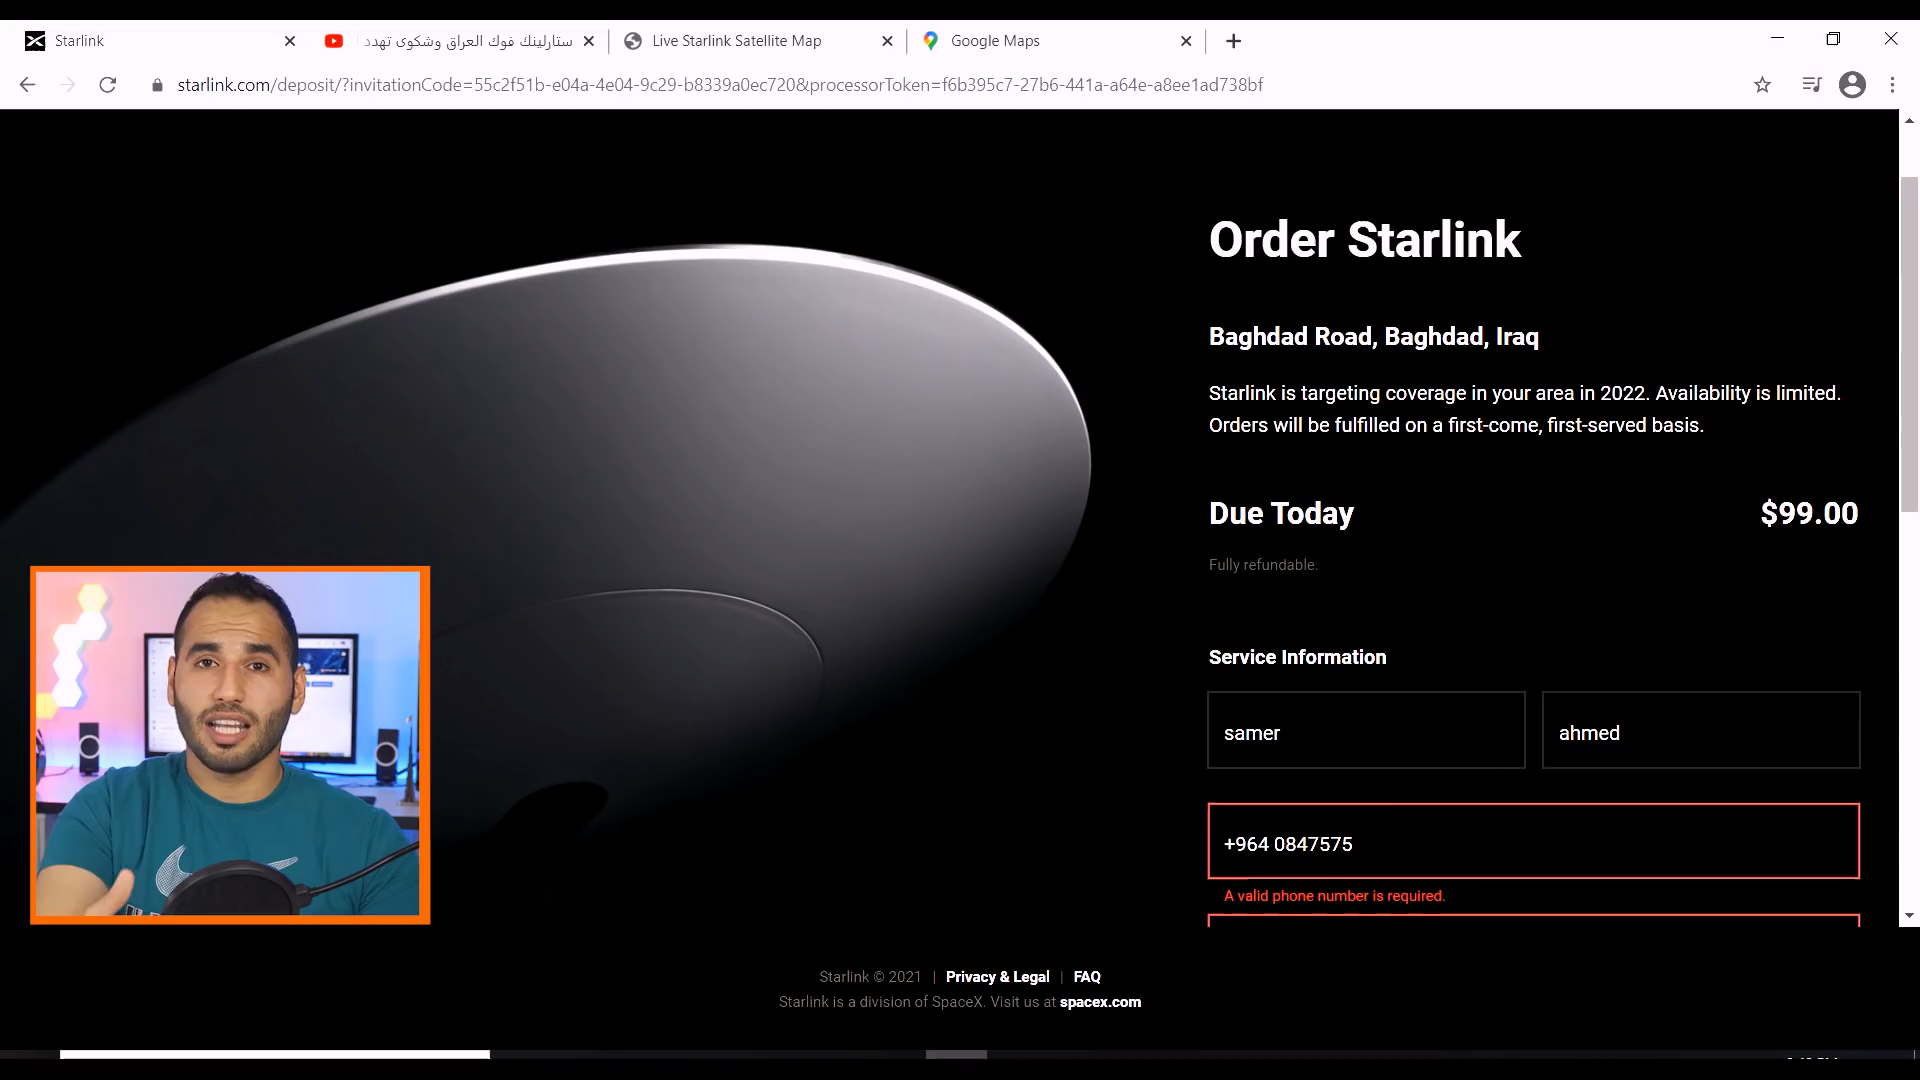 Starlink
ستارلينك فوك العراق وشكوى تهدد
Live Starlink Satellite Map
Google Maps
starlink.com/deposit/?invitationCode=55c2f51b-e04a-4e04-9c29-b8339a0ec720&processorToken=f6b395c7-27b6-441a-a64e-a8ee1ad738bf
Order Starlink
Baghdad Road, Baghdad, Iraq
Starlink is targeting coverage in your area in 2022. Availability is limited.
Orders will be fulfilled on a first-come, first-served basis.
Due Today $99.00
Fully refundable.
Service Information
samer ahmed
+964 0847575
A valid phone number is required.
Starlink © 2021 | Privacy & Legal | FAQ
Starlink is a division of SpaceX. Visit us at spacex.com